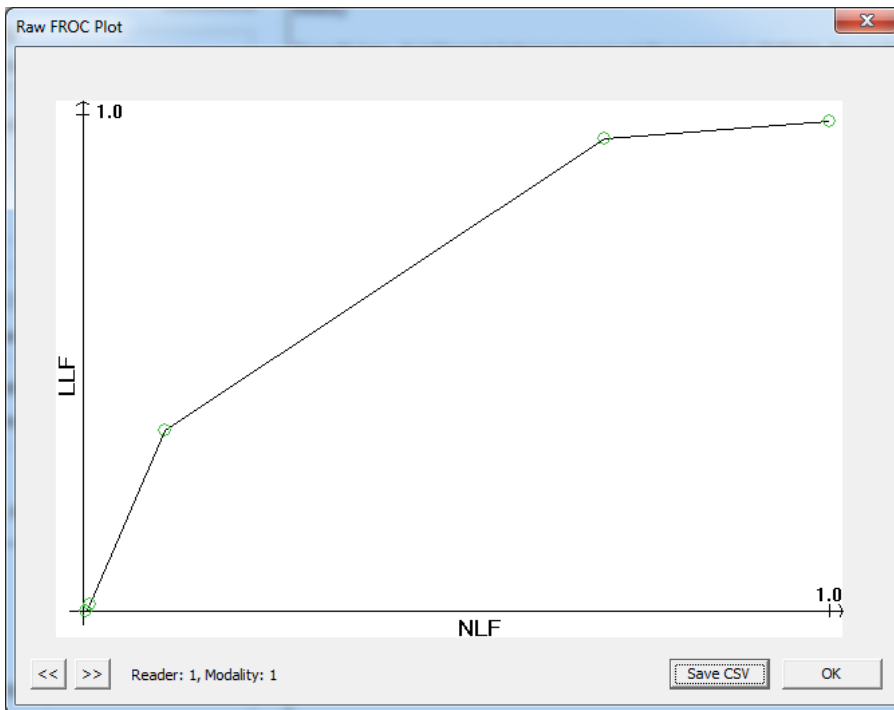 Raw FROC Plot
1.0
LLF
1.0
NLF
<< >> Reader: 1, Modality: 1 Save CSV OK